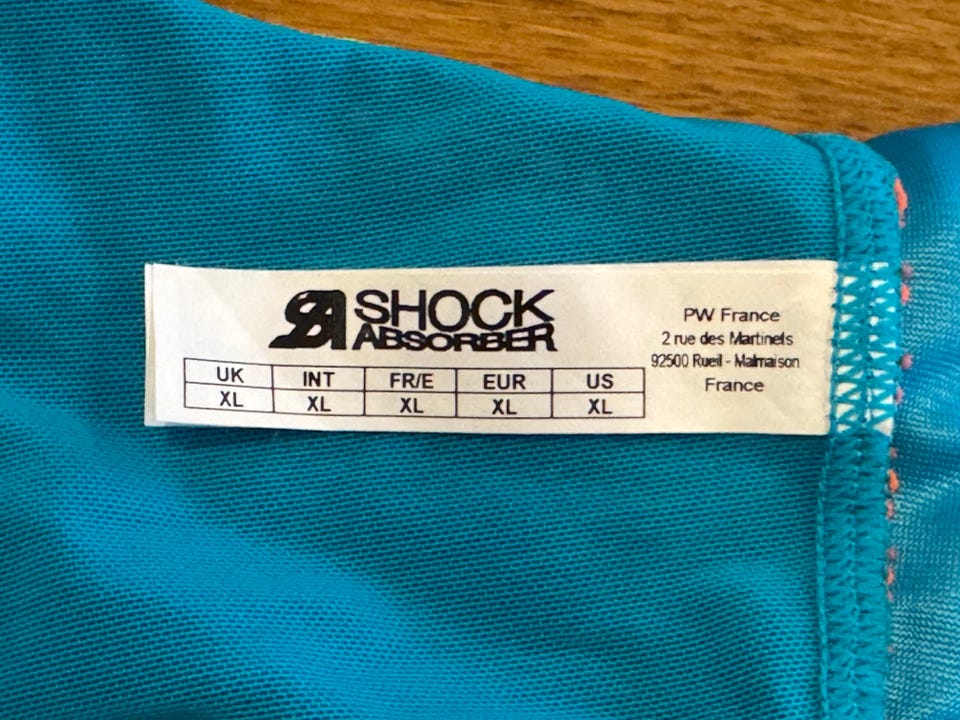 SA SHOCK
ABSORBER
UK INT FR/E EUR US
XL XL XL XL XL
PW France
2 rue des Martinets
92500 Rueil - Malmaison
France